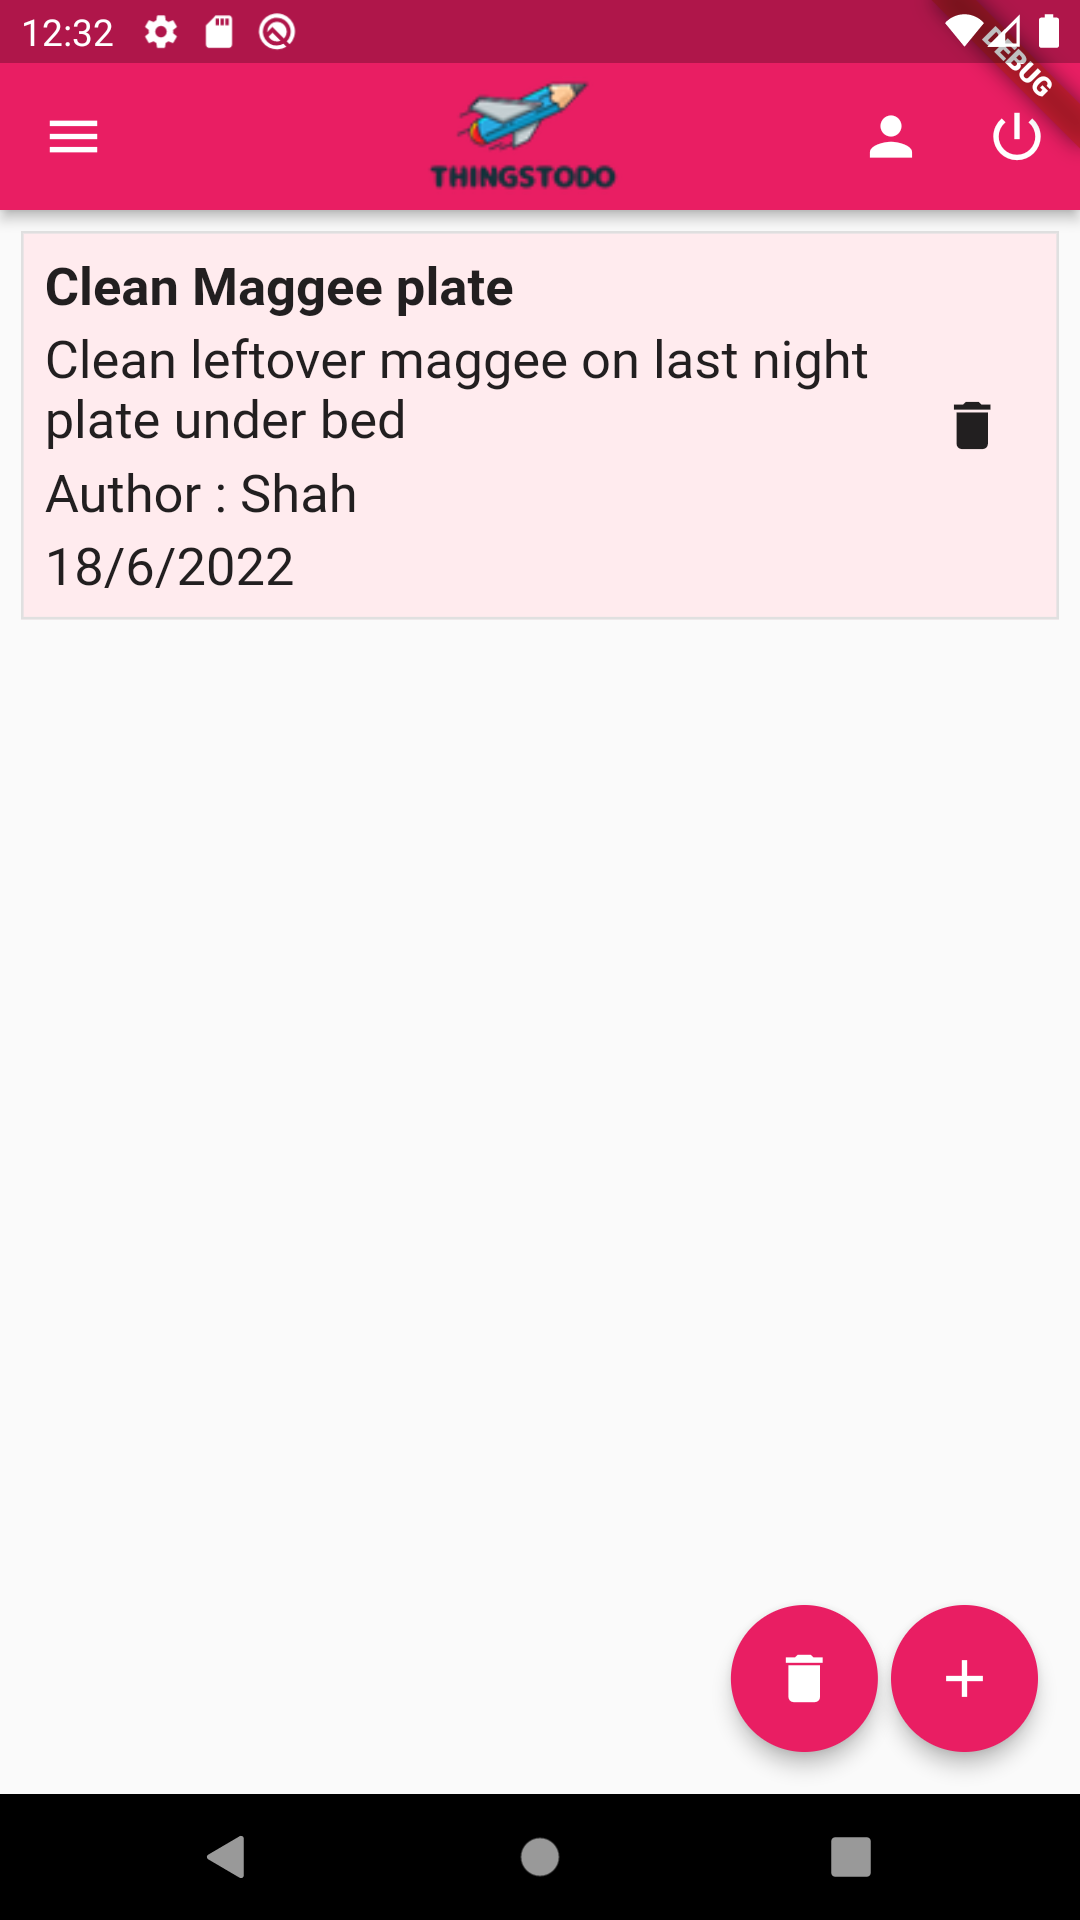 12:32
DEBUG
THINGSTODO
Clean Maggee plate
Clean leftover maggee on last night
plate under bed
Author : Shah
18/6/2022